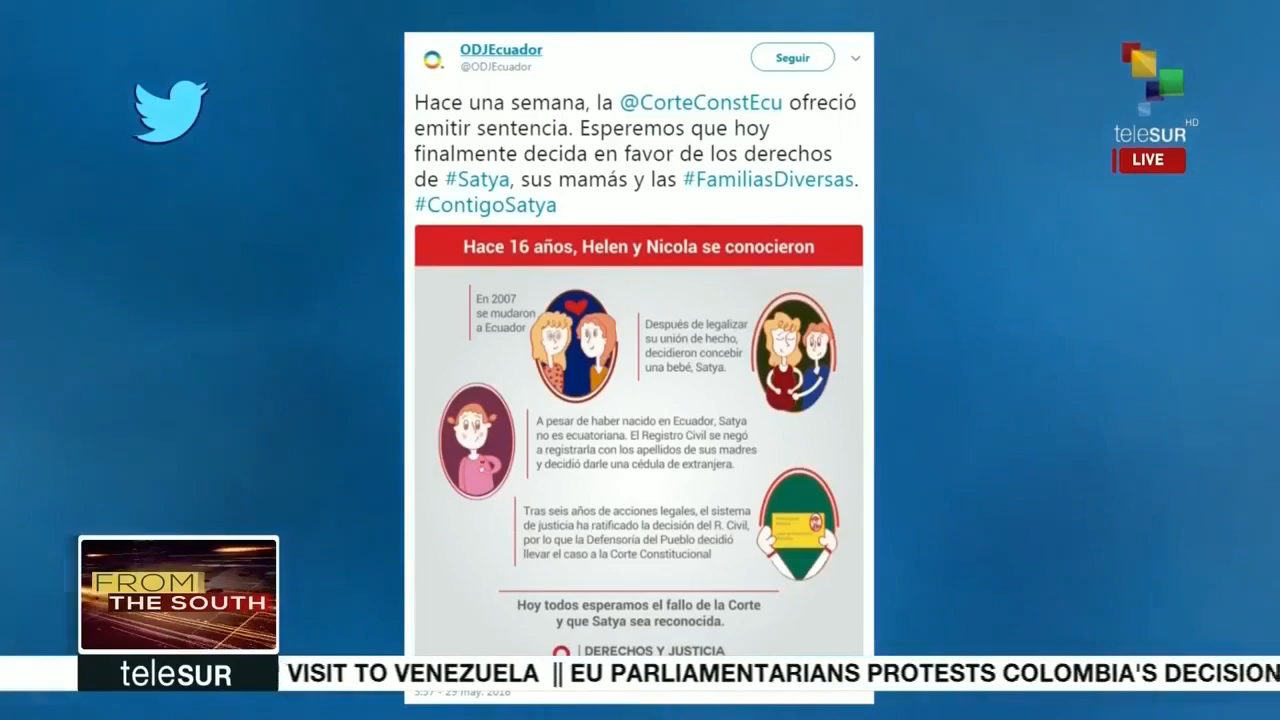 ODJEcuador
@ODJEcuador
Seguir
Hace una semana, la @CorteConstEcu ofreció
emitir sentencia. Esperemos que hoy
finalmente decida en favor de los derechos
de #Satya, sus mamás y las #FamiliasDiversas.
#ContigoSatya
Hace 16 años, Helen y Nicola se conocieron
En 2007
se mudaron
a Ecuador
Después de legalizar
su unión de hecho,
decidieron concebir
una bebé, Satya.
A pesar de haber nacido en Ecuador, Satya
no es ecuatoriana. El Registro Civil se negó
a registrarla con los apellidos de sus madres
y decidió darle una cédula de extranjera.
Tras seis años de acciones legales, el sistema
de justicia ha ratificado la decisión del R. Civil,
por lo que la Defensoría del Pueblo decidió
llevar el caso a la Corte Constitucional
Hoy todos esperamos el fallo de la Corte
y que Satya sea reconocida.
DERECHOS Y JUSTICIA
5:57 - 29 may. 2018
teleSUR HD
LIVE
FROM
THE SOUTH
teleSUR
VISIT TO VENEZUELA || EU PARLIAMENTARIANS PROTESTS COLOMBIA'S DECISION